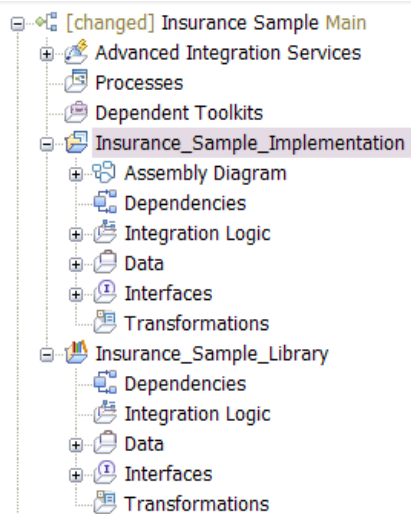 [changed] Insurance Sample Main
Advanced Integration Services
Processes
Dependent Toolkits
Insurance_Sample_Implementation
Assembly Diagram
Dependencies
Integration Logic
Data
Interfaces
Transformations
Insurance_Sample_Library
Dependencies
Integration Logic
Data
Interfaces
Transformations